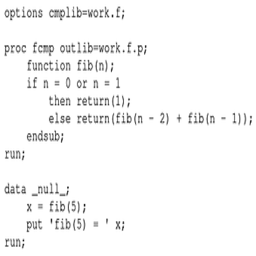 options cmplib=work.f;
proc fcmp outlib=work.f.p;
function fib(n);
if n = 0 or n = 1
then return(1);
else return(fib(n - 2) + fib(n - 1));
endsub;
run;
data _null_;
x = fib(5);
put 'fib(5) = ' x;
run;